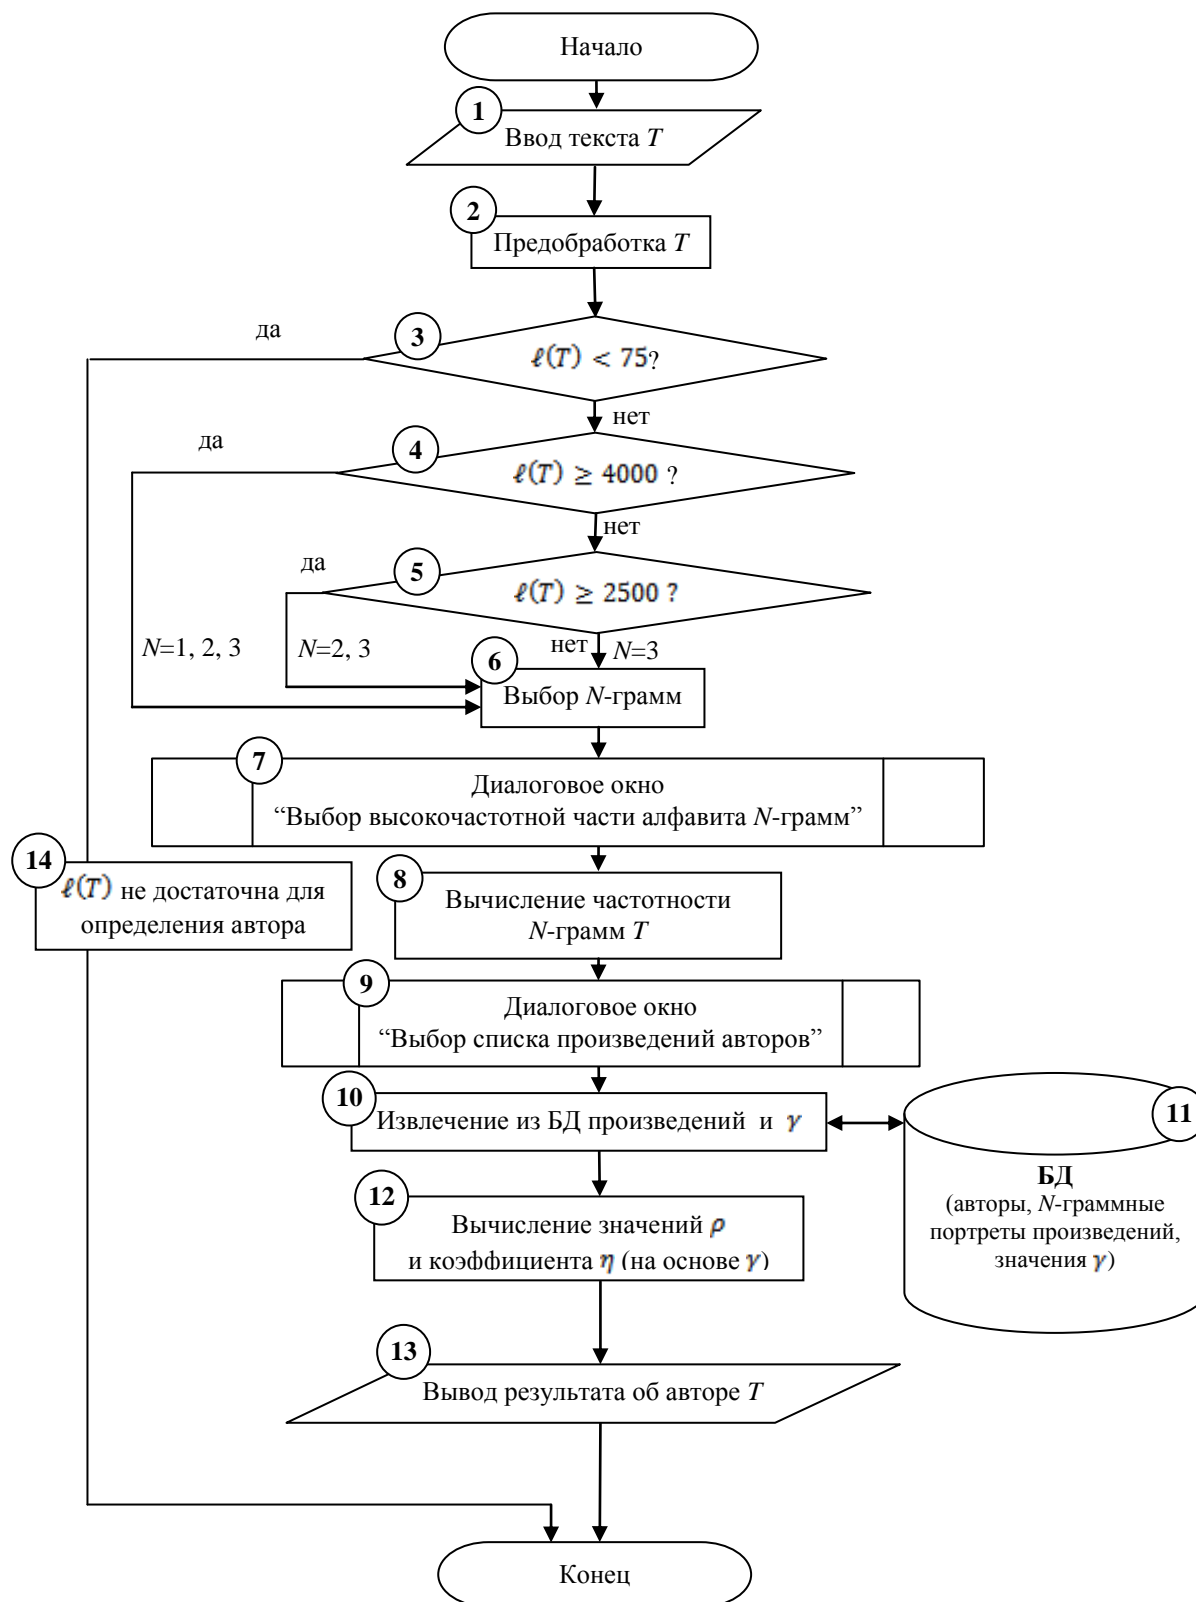 Начало
1
Ввод текста T
2
Предобработка T
да
3
ℓ(T) < 75?
нет
да
4
ℓ(T) ≥ 4000 ?
нет
да
5
ℓ(T) ≥ 2500 ?
N=1, 2, 3
N=2, 3
нет
N=3
6
Выбор N-грамм
7
Диалоговое окно
“Выбор высокочастотной части алфавита N-грамм”
14
ℓ(T) не достаточна для
определения автора
8
Вычисление частотности
N-грамм T
9
Диалоговое окно
“Выбор списка произведений авторов”
10
Извлечение из БД произведений и γ
11
БД
(авторы, N-граммные
портреты произведений,
значения γ)
12
Вычисление значений ρ
и коэффициента η (на основе γ)
13
Вывод результата об авторе T
Конец